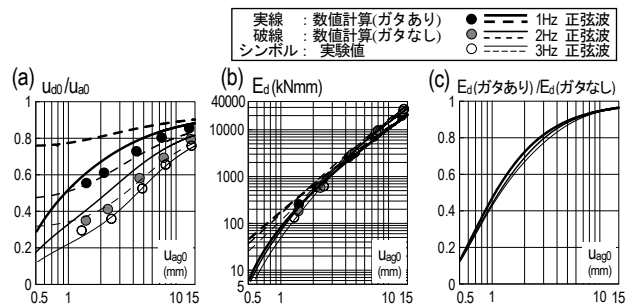 実線 : 数値計算(ガタあり)
破線 : 数値計算(ガタなし)
シンボル: 実験値
1Hz 正弦波
2Hz 正弦波
3Hz 正弦波
(a) ud0/ua0
1
0.8
0.6
0.4
0.2
0
0.5 1 10 15
uag0
(mm)
(b) Ed(kNmm)
40000
10000
1000
100
10
5
0.5 1 10 15
uag0
(mm)
(c) Ed(ガタあり)/Ed(ガタなし)
1
0.8
0.6
0.4
0.2
0
0.5 1 10 15
uag0
(mm)